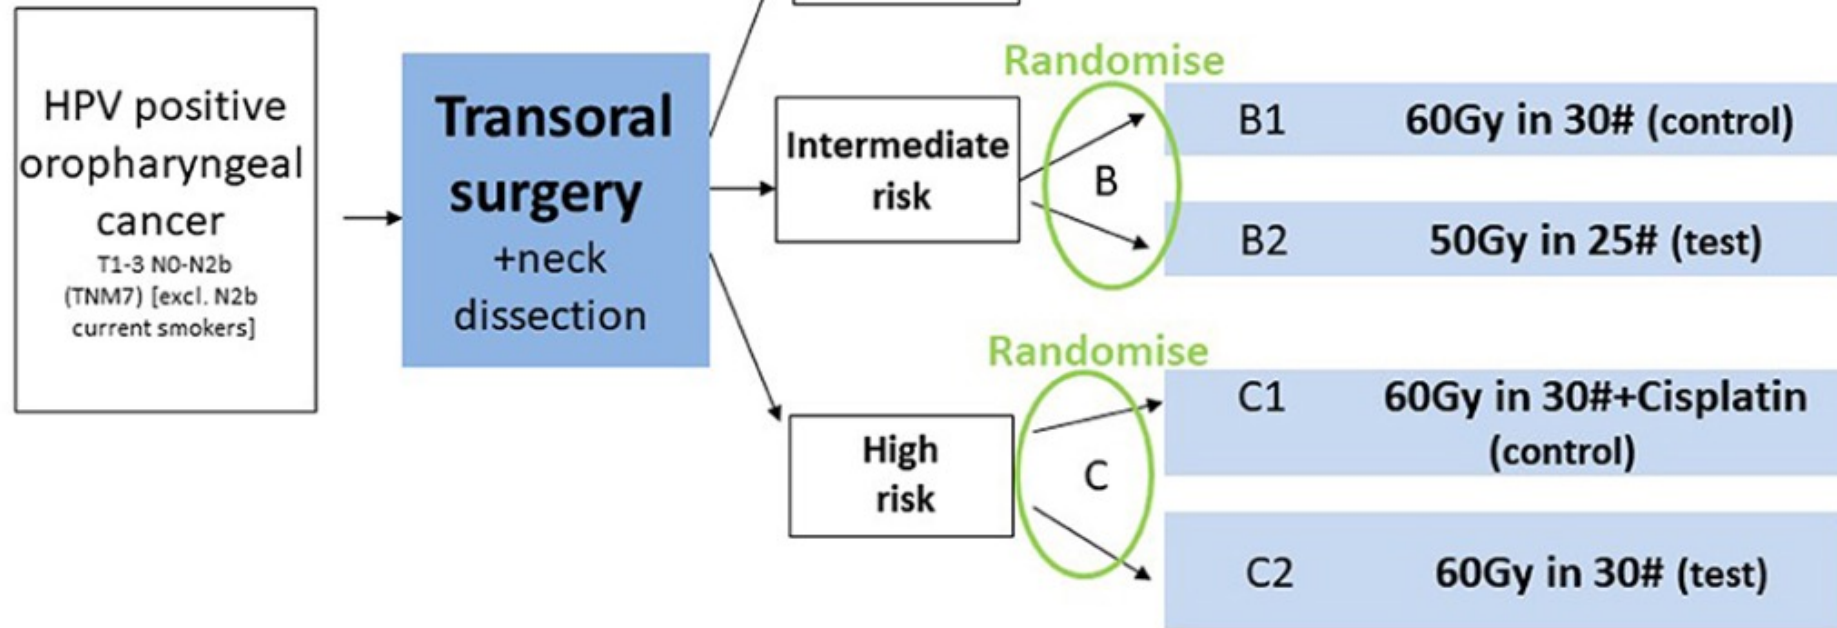 HPV positive
oropharyngeal
cancer
T1-3 N0-N2b
(TNM7) [excl. N2b
current smokers]
Transoral
surgery
+neck
dissection
Intermediate
risk
High
risk
Randomise
B
B1 60Gy in 30# (control)
B2 50Gy in 25# (test)
Randomise
C
C1 60Gy in 30#+Cisplatin
(control)
C2 60Gy in 30# (test)